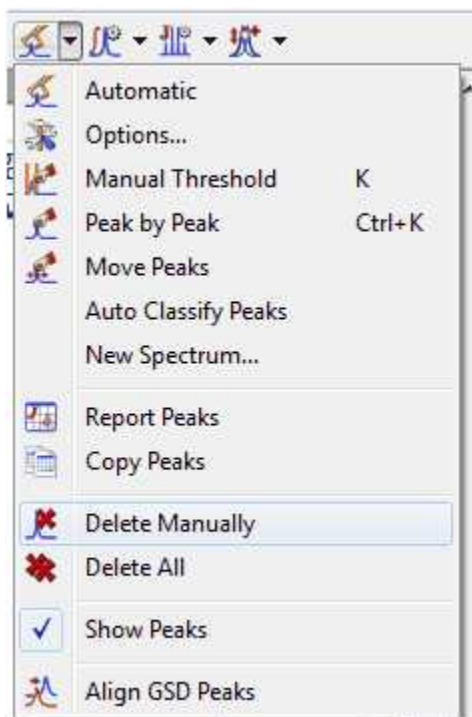 Automatic
Options...
Manual Threshold K
Peak by Peak Ctrl+K
Move Peaks
Auto Classify Peaks
New Spectrum...
Report Peaks
Copy Peaks
Delete Manually
Delete All
Show Peaks
Align GSD Peaks